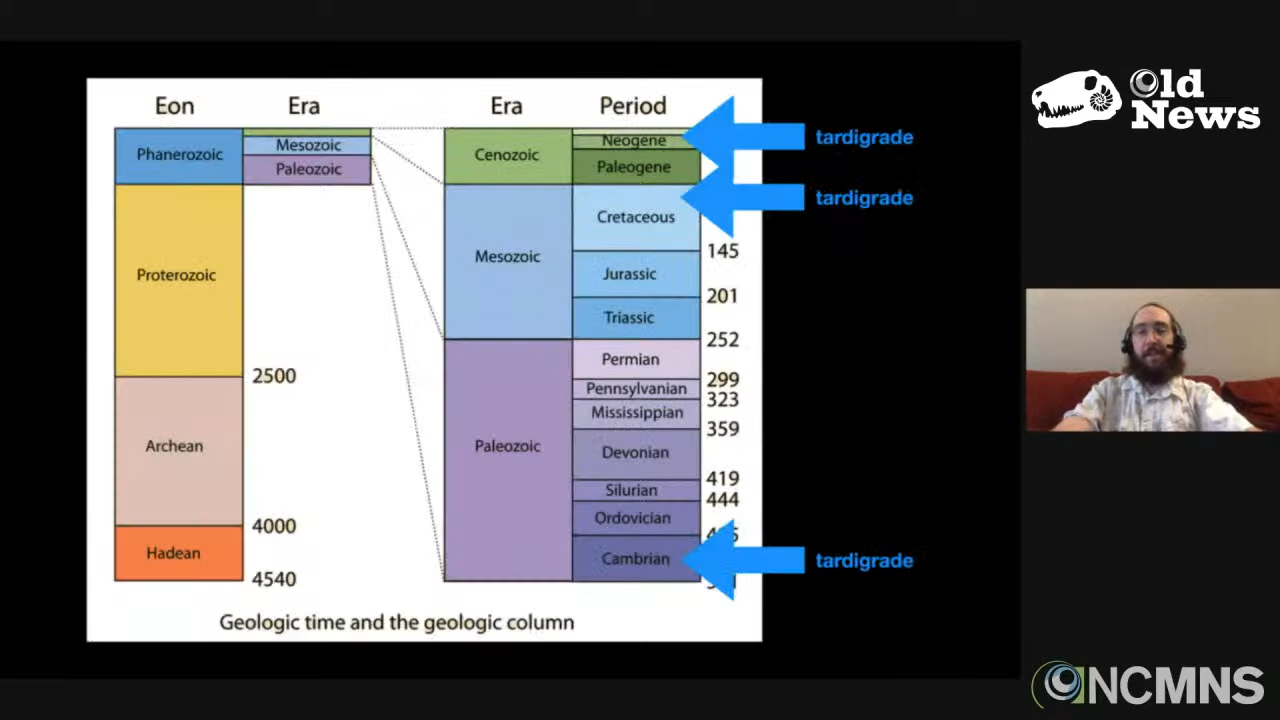 Eon Era Era Period
Phanerozoic
Mesozoic
Paleozoic
Proterozoic
2500
Archean
4000
Hadean
4540
Cenozoic
Mesozoic
Paleozoic
Neogene
Paleogene
Cretaceous
145
Jurassic
201
Triassic
252
Permian
299
Pennsylvanian
323
Mississippian
359
Devonian
419
Silurian
444
Ordovician
Cambrian
Geologic time and the geologic column
tardigrade
tardigrade
tardigrade
Old
News
NCMNS